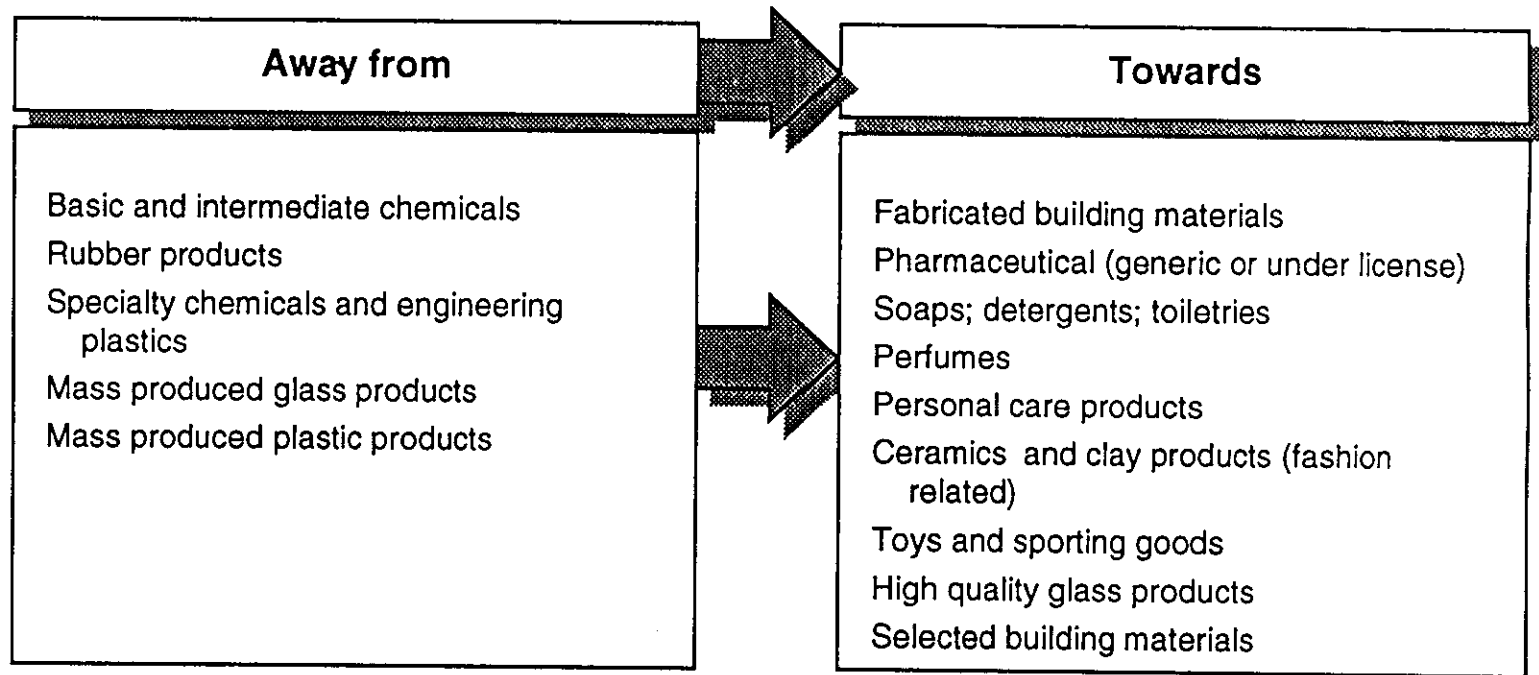 Away from
Towards
Basic and intermediate chemicals
Rubber products
Specialty chemicals and engineering
plastics
Mass produced glass products
Mass produced plastic products
Fabricated building materials
Pharmaceutical (generic or under license)
Soaps; detergents; toiletries
Perfumes
Personal care products
Ceramics and clay products (fashion
related)
Toys and sporting goods
High quality glass products
Selected building materials